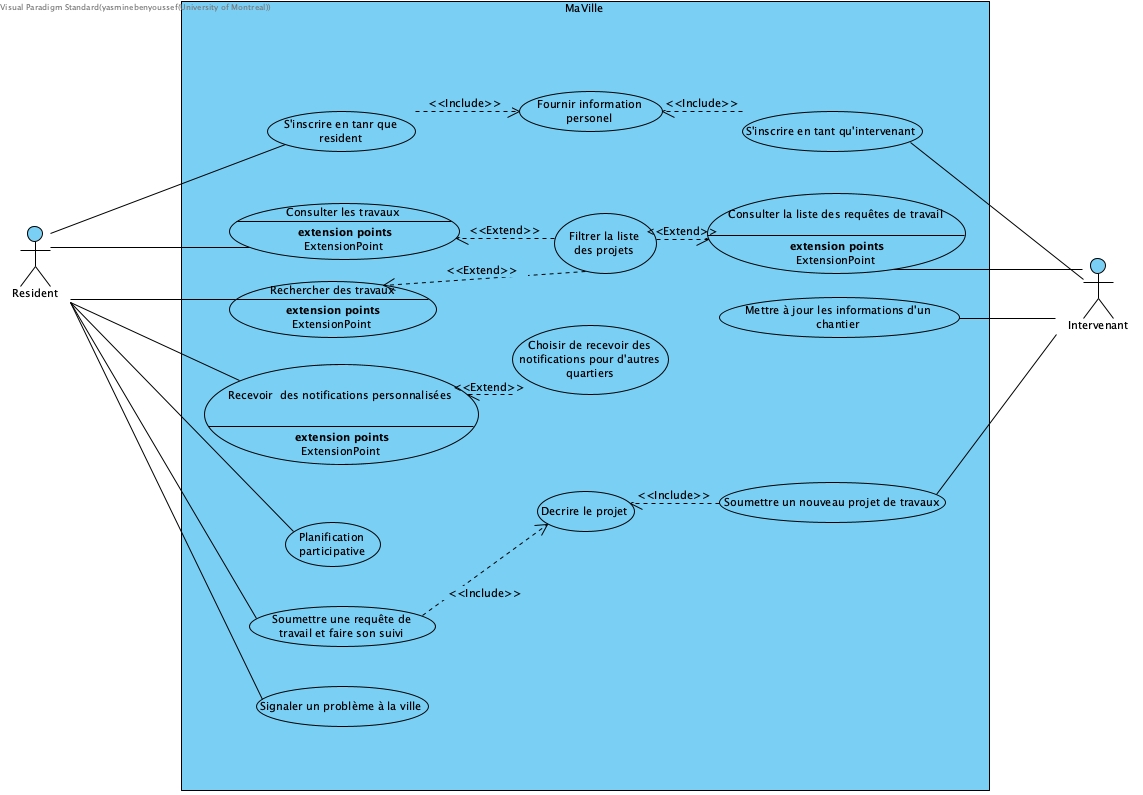 Visual Paradigm Standard(yasminebenyoussef(University of Montreal))
MaVille
<<Include>>
Fournir information
personel
<<Include>>
S'inscrire en tanr que
resident
S'inscrire en tant qu'intervenant
Consulter les travaux
extension points
ExtensionPoint
<<Extend>>
Filtrer la liste
des projets
<<Extend>>
Consulter la liste des requêtes de travail
extension points
ExtensionPoint
<<Extend>>
Resident
Rechercher des travaux
extension points
ExtensionPoint
Mettre à jour les informations d'un
chantier
Intervenant
Choisir de recevoir des
notifications pour d'autres
quartiers
<<Extend>>
Recevoir  des notifications personnalisées
extension points
ExtensionPoint
<<Include>>
Decrire le projet
Soumettre un nouveau projet de travaux
Planification
participative
<<Include>>
Soumettre une requête de
travail et faire son suivi
Signaler un problème à la ville